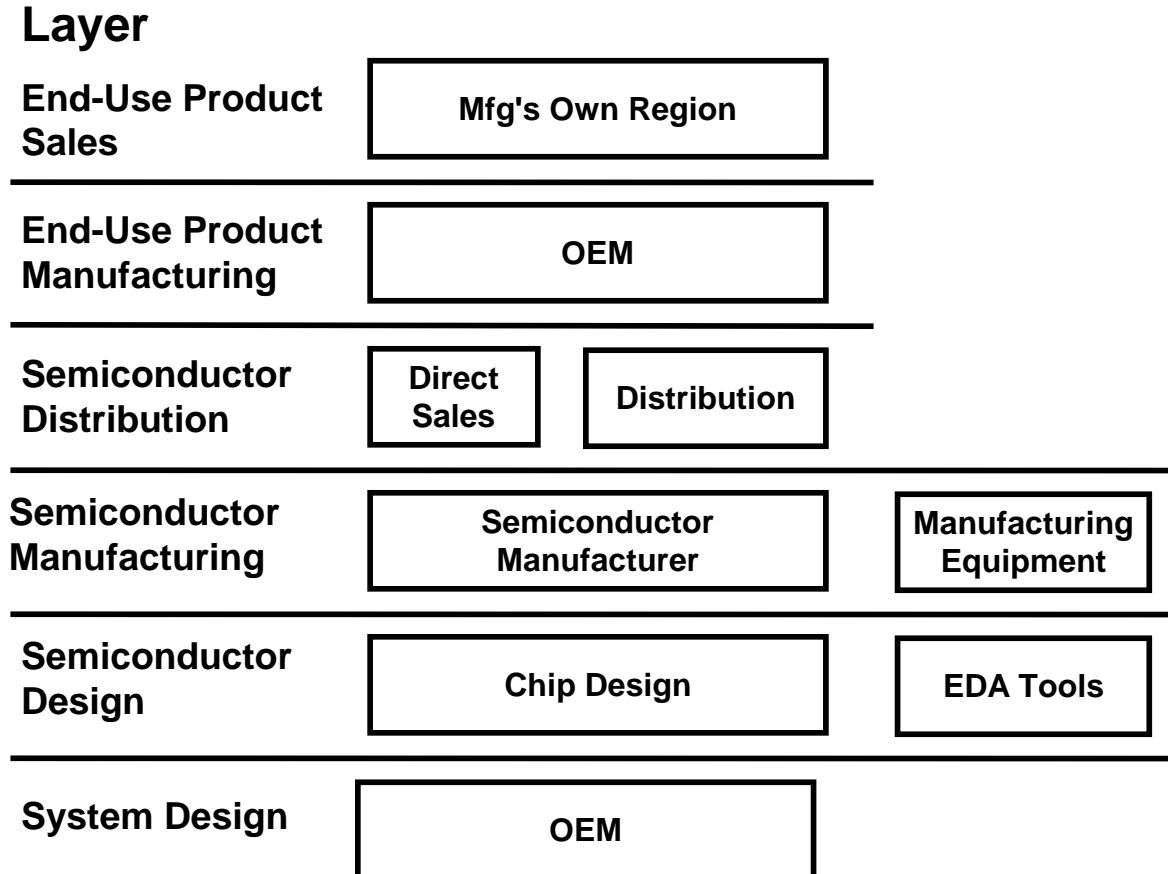 Layer
End-Use Product
Sales
Mfg's Own Region
End-Use Product
Manufacturing
OEM
Semiconductor
Distribution
Direct
Sales
Distribution
Semiconductor
Manufacturing
Semiconductor
Manufacturer
Manufacturing
Equipment
Semiconductor
Design
Chip Design
EDA Tools
System Design
OEM